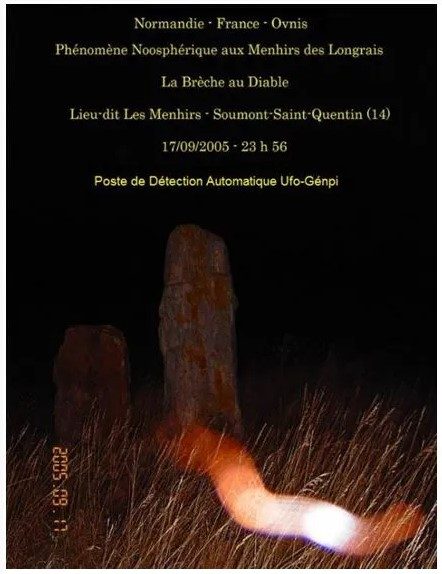 Normandie - France - Ovnis
Phénomène Noosphérique aux Menhirs des Longrais
La Brèche au Diable
Lieu-dit Les Menhirs - Soumont-Saint-Quentin (14)
17/09/2005 - 23 h 56
Poste de Détection Automatique Ufo-Génpi
2005.09.17